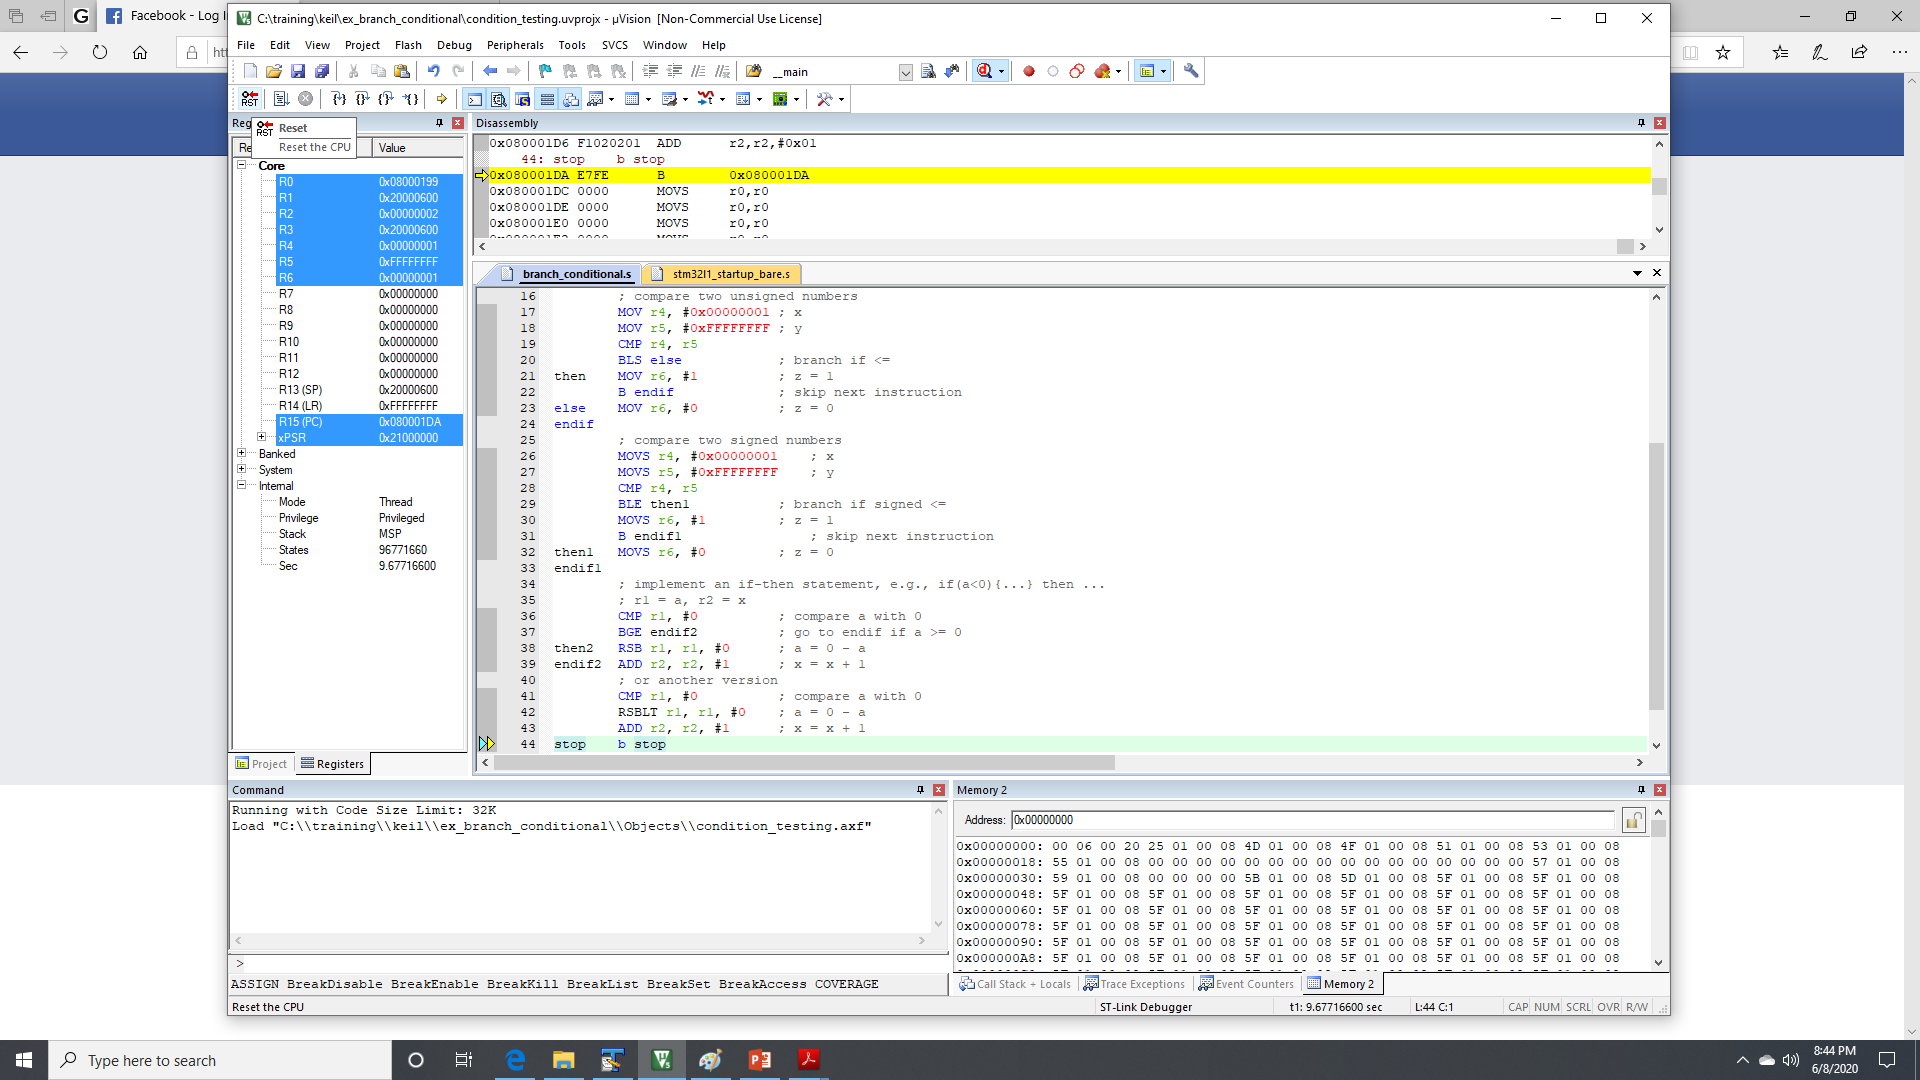 Facebook - Log i
htt
C:\training\keil\ex_branch_conditional\condition_testing.uvprojx - µVision [Non-Commercial Use License]
File Edit View Project Flash Debug Peripherals Tools SVCS Window Help
__main
RST
Reg
RST Reset
Reset the CPU
Re Value
Core
R0 0x08000199
R1 0x20000600
R2 0x00000002
R3 0x20000600
R4 0x00000001
R5 0xFFFFFFFF
R6 0x00000001
R7 0x00000000
R8 0x00000000
R9 0x00000000
R10 0x00000000
R11 0x00000000
R12 0x00000000
R13 (SP) 0x20000600
R14 (LR) 0xFFFFFFFF
R15 (PC) 0x080001DA
xPSR 0x21000000
Banked
System
Internal
Mode Thread
Privilege Privileged
Stack MSP
States 96771660
Sec 9.67716600
Project Registers
Disassembly
0x080001D6 F1020201 ADD r2,r2,#0x01
44: stop b stop
0x080001DA E7FE B 0x080001DA
0x080001DC 0000 MOVS r0,r0
0x080001DE 0000 MOVS r0,r0
0x080001E0 0000 MOVS r0,r0
0x080001E2 0000 MOVS r0,r0
branch_conditional.s stm32l1_startup_bare.s
16 ; compare two unsigned numbers
17 MOV r4, #0x00000001 ; x
18 MOV r5, #0xFFFFFFFF ; y
19 CMP r4, r5
20 BLS else ; branch if <=
21 then MOV r6, #1 ; z = 1
22 B endif ; skip next instruction
23 else MOV r6, #0 ; z = 0
24 endif
25 ; compare two signed numbers
26 MOVS r4, #0x00000001 ; x
27 MOVS r5, #0xFFFFFFFF ; y
28 CMP r4, r5
29 BLE then1 ; branch if signed <=
30 MOVS r6, #1 ; z = 1
31 B endif1 ; skip next instruction
32 then1 MOVS r6, #0 ; z = 0
33 endif1
34 ; implement an if-then statement, e.g., if(a<0){...} then ...
35 ; r1 = a, r2 = x
36 CMP r1, #0 ; compare a with 0
37 BGE endif2 ; go to endif if a >= 0
38 then2 RSB r1, r1, #0 ; a = 0 - a
39 endif2 ADD r2, r2, #1 ; x = x + 1
40 ; or another version
41 CMP r1, #0 ; compare a with 0
42 RSBLT r1, r1, #0 ; a = 0 - a
43 ADD r2, r2, #1 ; x = x + 1
44 stop b stop
Command
Running with Code Size Limit: 32K
Load "C:\\training\\keil\\ex_branch_conditional\\Objects\\condition_testing.axf"
>
ASSIGN BreakDisable BreakEnable BreakKill BreakList BreakSet BreakAccess COVERAGE
Memory 2
Address: 0x00000000
0x00000000: 00 06 00 20 25 01 00 08 4D 01 00 08 4F 01 00 08 51 01 00 08 53 01 00 08
0x00000018: 55 01 00 08 00 00 00 00 00 00 00 00 00 00 00 00 00 00 00 00 57 01 00 08
0x00000030: 59 01 00 08 00 00 00 00 5B 01 00 08 5D 01 00 08 5F 01 00 08 5F 01 00 08
0x00000048: 5F 01 00 08 5F 01 00 08 5F 01 00 08 5F 01 00 08 5F 01 00 08 5F 01 00 08
0x00000060: 5F 01 00 08 5F 01 00 08 5F 01 00 08 5F 01 00 08 5F 01 00 08 5F 01 00 08
0x00000078: 5F 01 00 08 5F 01 00 08 5F 01 00 08 5F 01 00 08 5F 01 00 08 5F 01 00 08
0x00000090: 5F 01 00 08 5F 01 00 08 5F 01 00 08 5F 01 00 08 5F 01 00 08 5F 01 00 08
0x000000A8: 5F 01 00 08 5F 01 00 08 5F 01 00 08 5F 01 00 08 5F 01 00 08 5F 01 00 08
Call Stack + Locals Trace Exceptions Event Counters Memory 2
Reset the CPU ST-Link Debugger t1: 9.67716600 sec L:44 C:1 CAP NUM SCRL OVR R/W
Type here to search
8:44 PM
6/8/2020